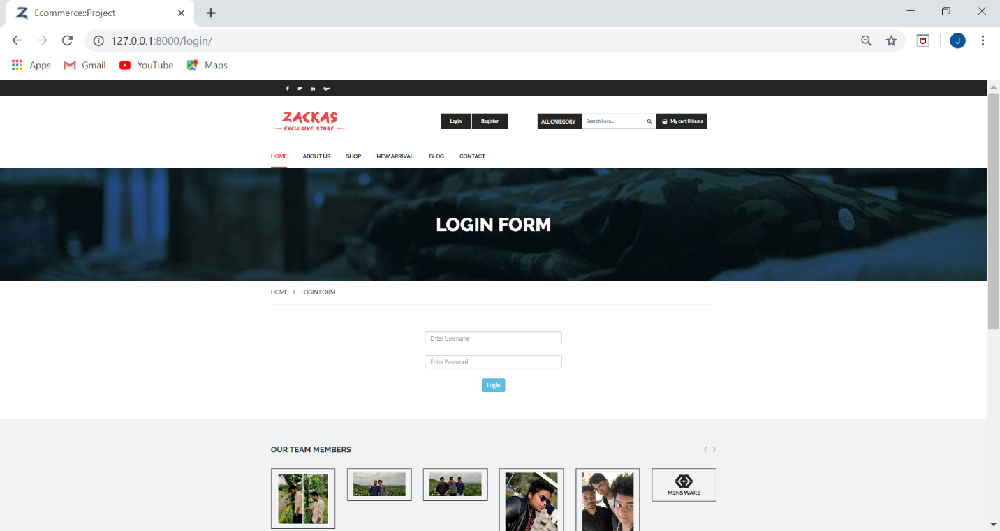 Ecommerce::Project
127.0.0.1:8000/login/
J
Apps Gmail YouTube Maps
ZACKAS
EXCLUSIVE STORE
Login Register ALL CATEGORY Search here... My cart 0 items
HOME ABOUT US SHOP NEW ARRIVAL BLOG CONTACT
LOGIN FORM
HOME > LOGIN FORM
Enter Username
Enter Password
Login
OUR TEAM MEMBERS
MENS WARE